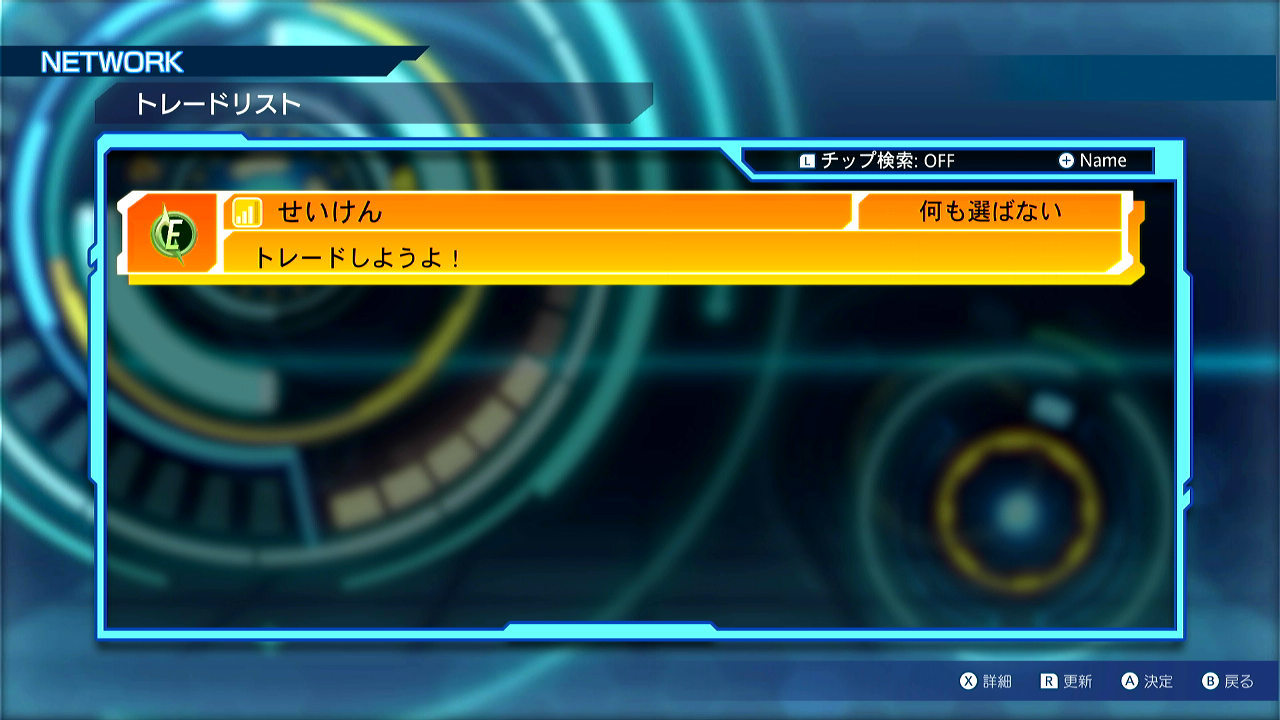 NETWORK
トレードリスト
L チップ検索: OFF + Name
E せいけん 何も選ばない
トレードしようよ！
X 詳細 R 更新 A 決定 B 戻る